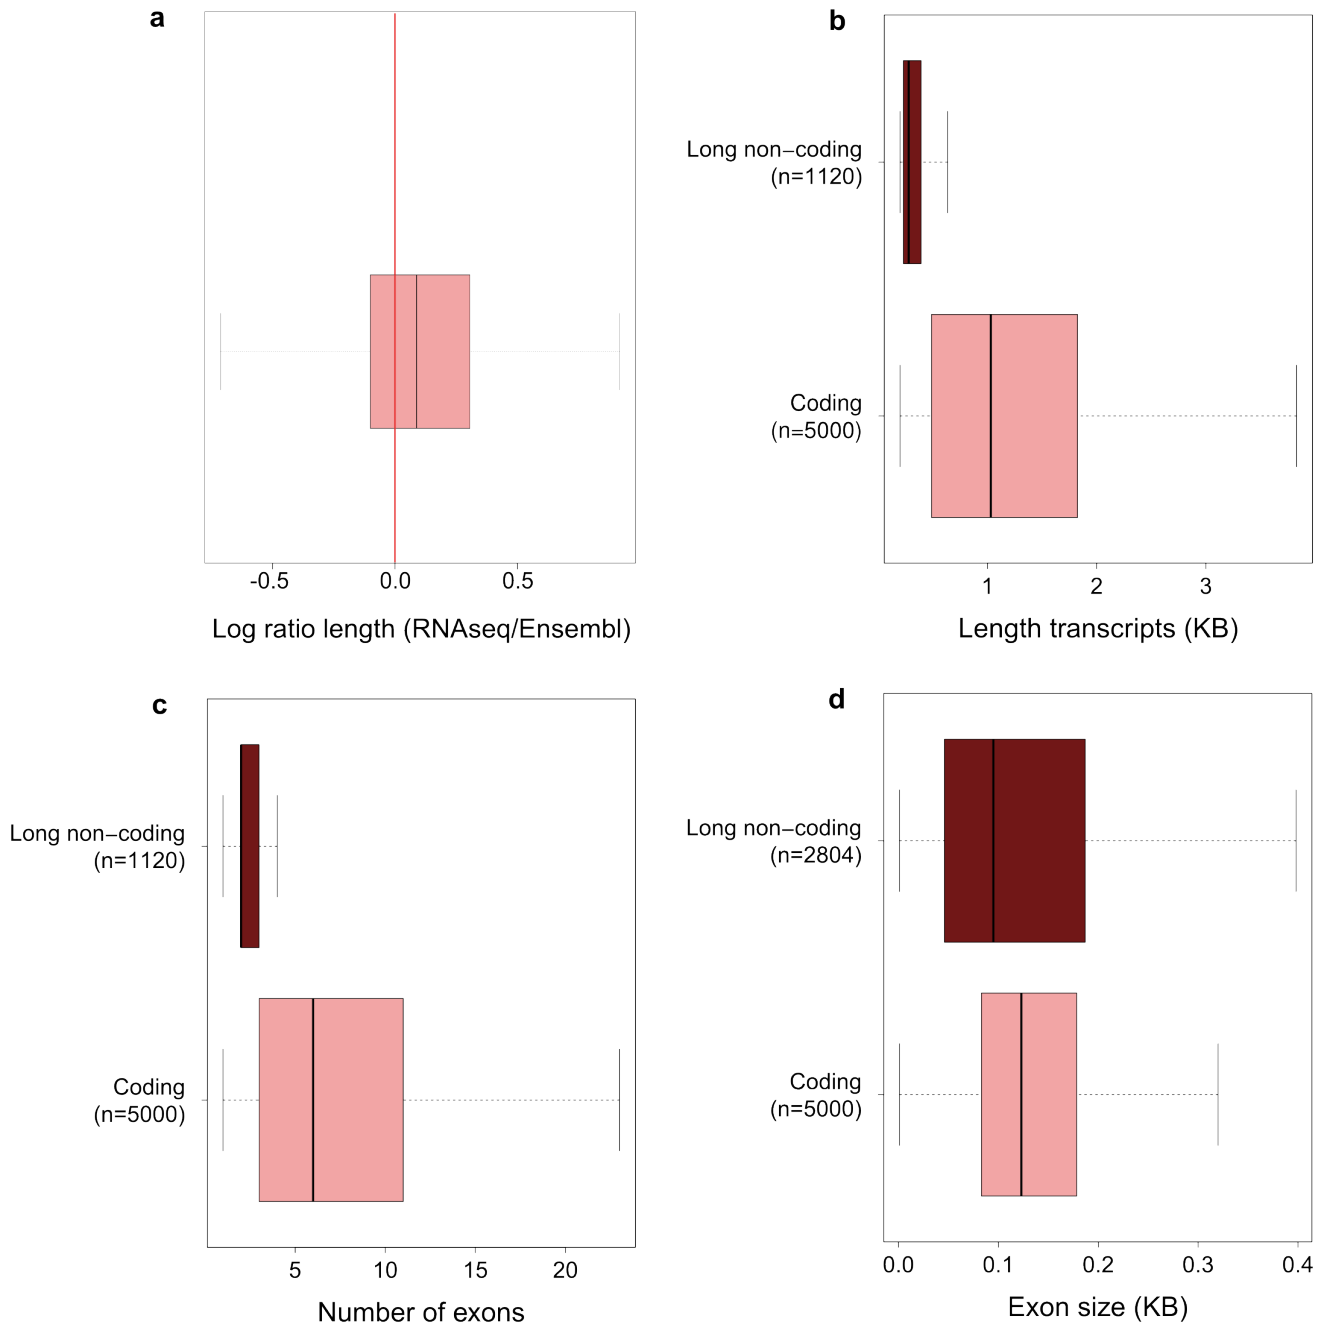 a
-0.5 0.0 0.5
Log ratio length (RNAseq/Ensembl)
b
Long non−coding
(n=1120)
Coding
(n=5000)
1 2 3
Length transcripts (KB)
c
Long non−coding
(n=1120)
Coding
(n=5000)
5 10 15 20
Number of exons
d
Long non−coding
(n=2804)
Coding
(n=5000)
0.0 0.1 0.2 0.3 0.4
Exon size (KB)